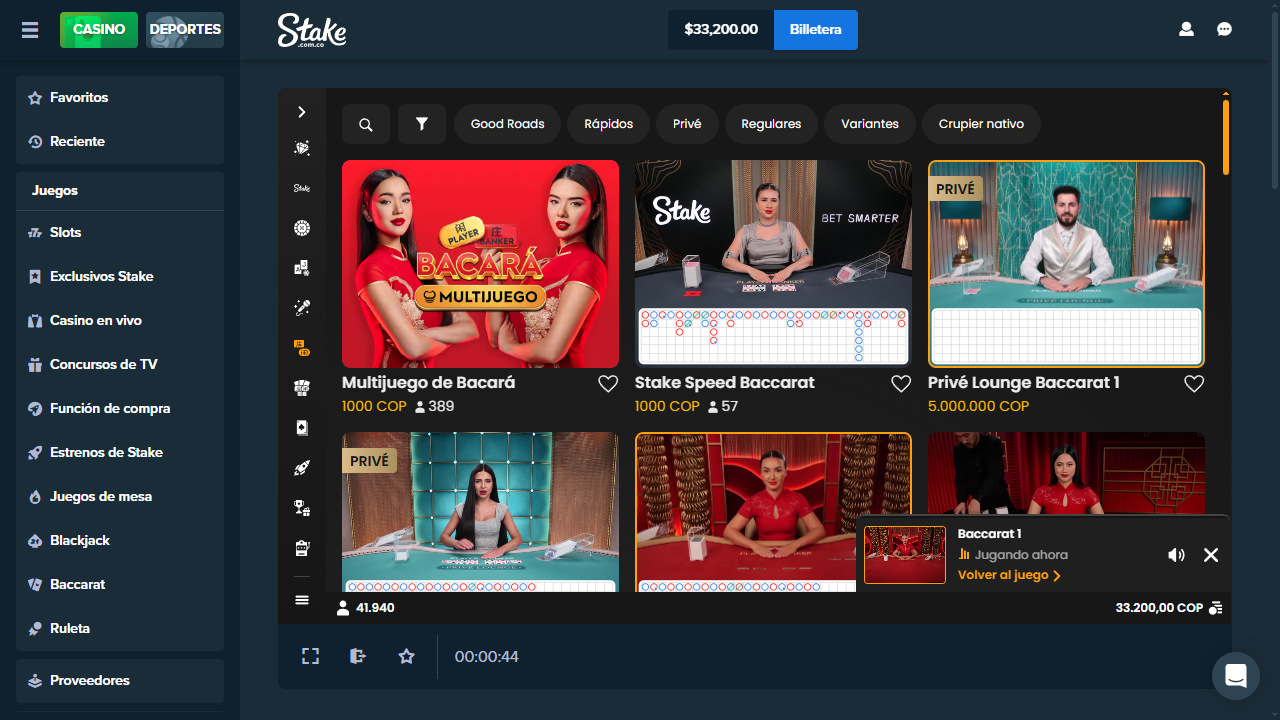 CASINO
DEPORTES
Stake
.com.co
$33,200.00
Billetera
Favoritos
Reciente
Juegos
Slots
Exclusivos Stake
Casino en vivo
Concursos de TV
Función de compra
Estrenos de Stake
Juegos de mesa
Blackjack
Baccarat
Ruleta
Proveedores
Stake
Good Roads
Rápidos
Privé
Regulares
Variantes
Crupier nativo
闲
PLAYER
庄
BANKER
BACARÁ
MULTIJUEGO
Multijuego de Bacará
1000 COP
389
Stake
BET SMARTER
Stake Speed Baccarat
1000 COP
57
PRIVÉ
Privé Lounge Baccarat 1
5.000.000 COP
PRIVÉ
Baccarat 1
Jugando ahora
Volver al juego
41.940
33.200,00 COP
00:00:44